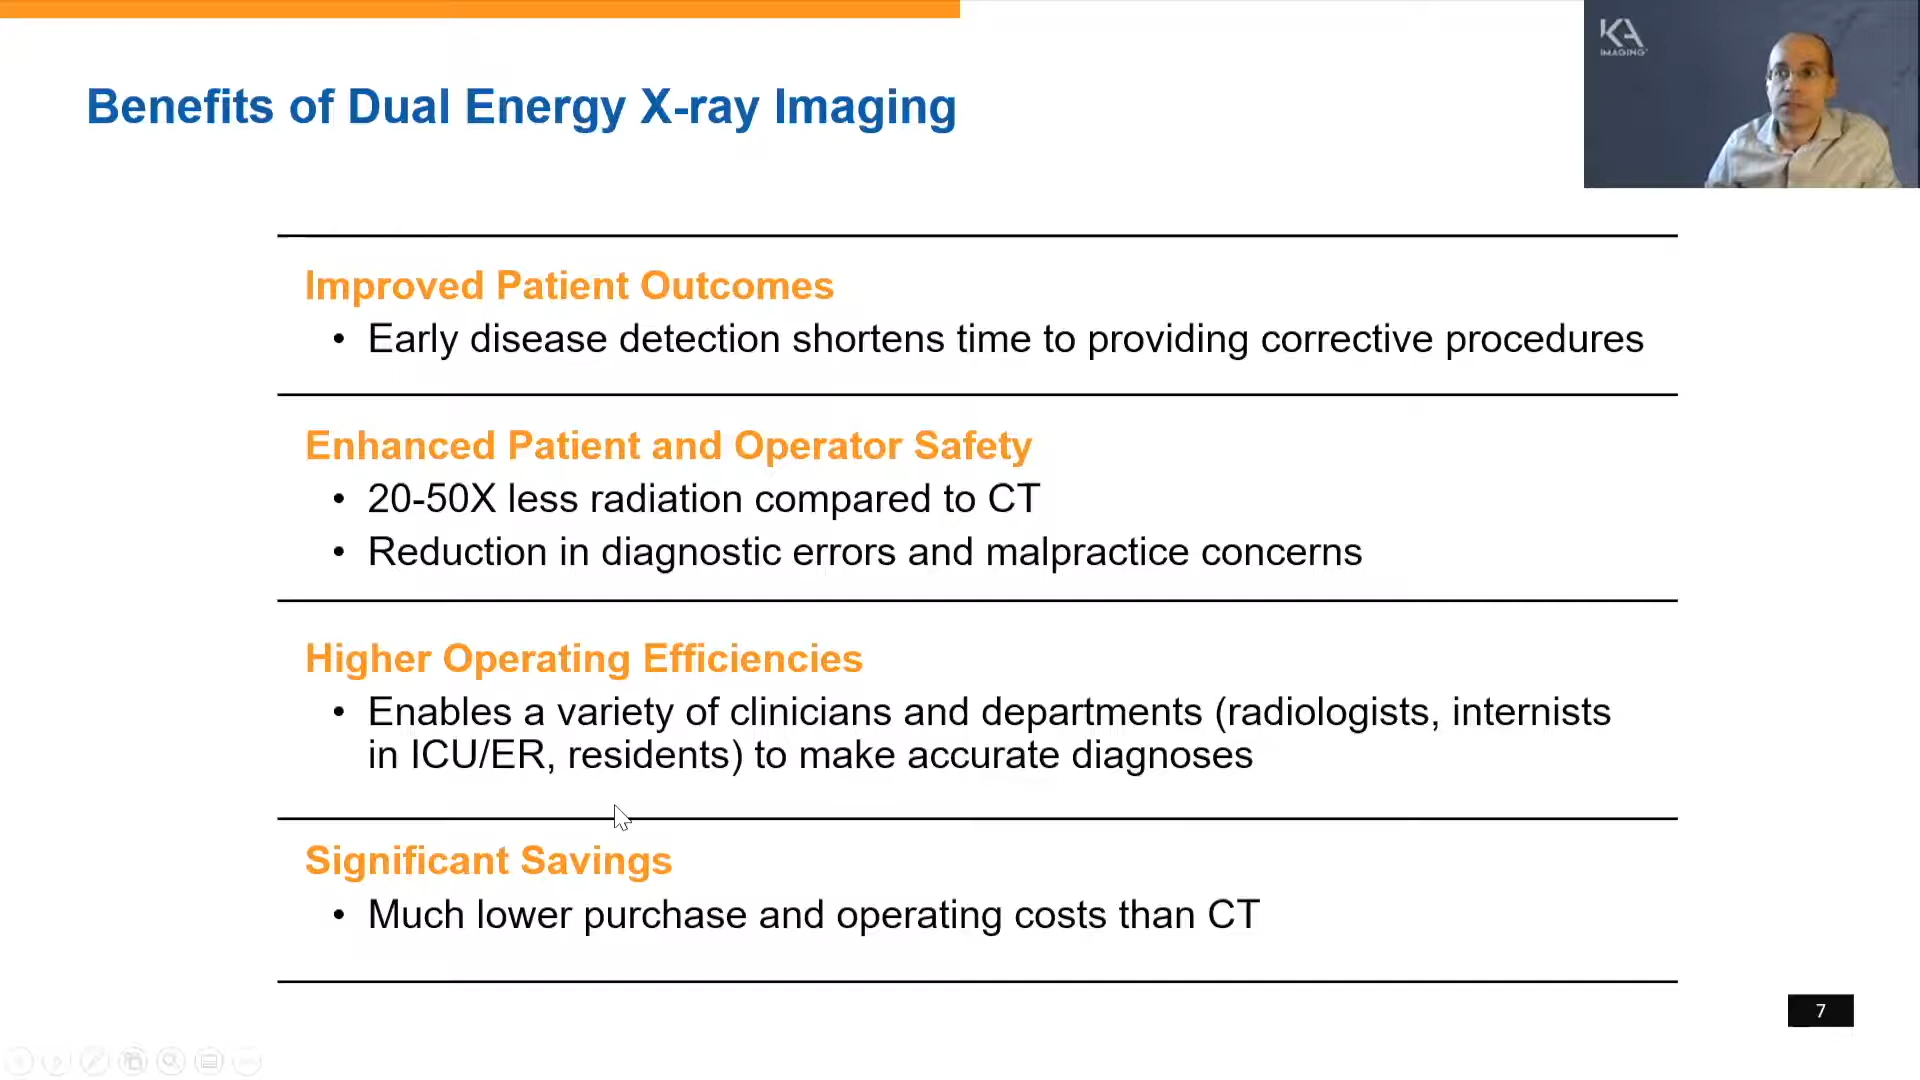 KA
IMAGING
Benefits of Dual Energy X-ray Imaging
Improved Patient Outcomes
• Early disease detection shortens time to providing corrective procedures
Enhanced Patient and Operator Safety
• 20-50X less radiation compared to CT
• Reduction in diagnostic errors and malpractice concerns
Higher Operating Efficiencies
• Enables a variety of clinicians and departments (radiologists, internists
in ICU/ER, residents) to make accurate diagnoses
Significant Savings
• Much lower purchase and operating costs than CT
7